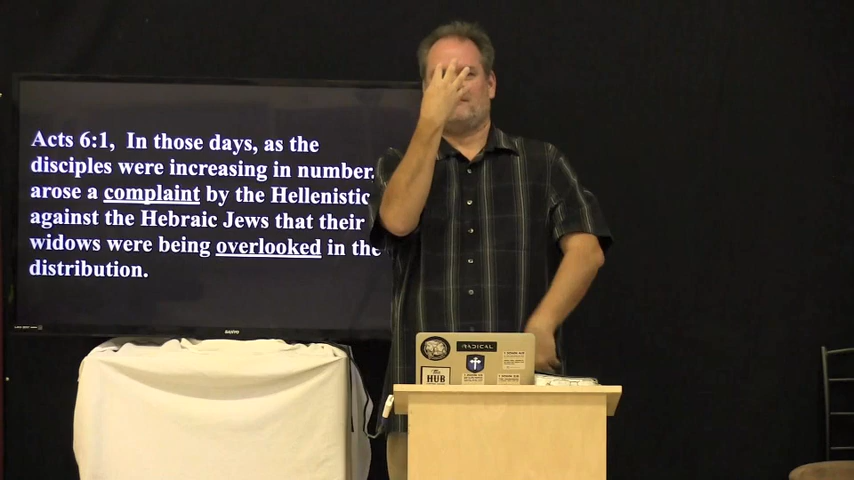 Acts 6:1, In those days, as the
disciples were increasing in number.
arose a complaint by the Hellenistic
against the Hebraic Jews that their
widows were being overlooked in the
distribution.
SANYO
RADICAL
HUB